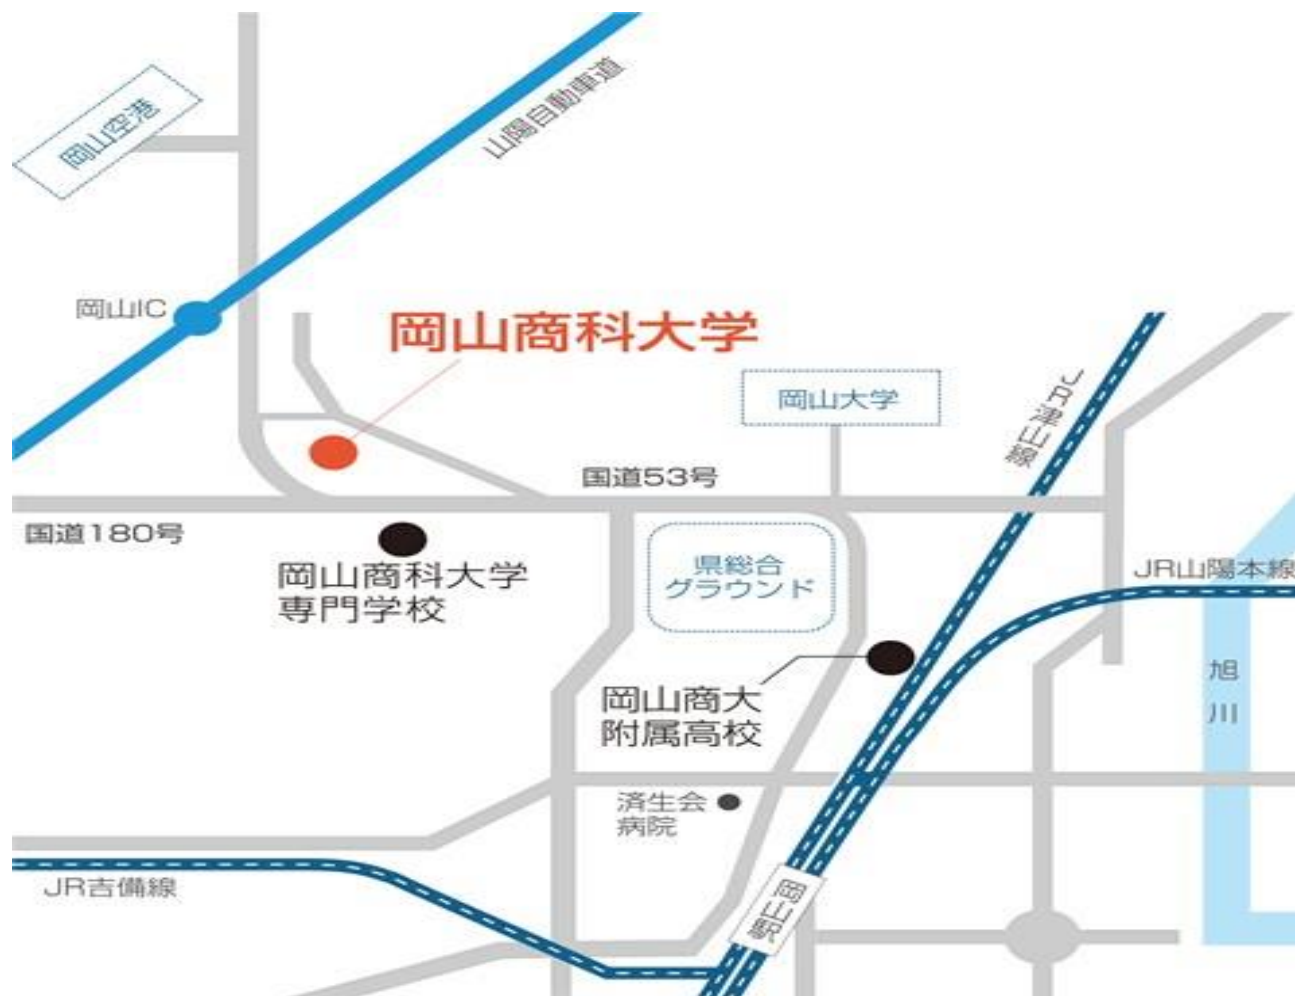 岡山空港
山陽自動車道
岡山IC
岡山商科大学
岡山大学
JR津山線
国道53号
国道180号
岡山商科大学
専門学校
県総合
グラウンド
JR山陽本線
旭川
岡山商大
附属高校
済生会
病院
JR吉備線
岡山駅